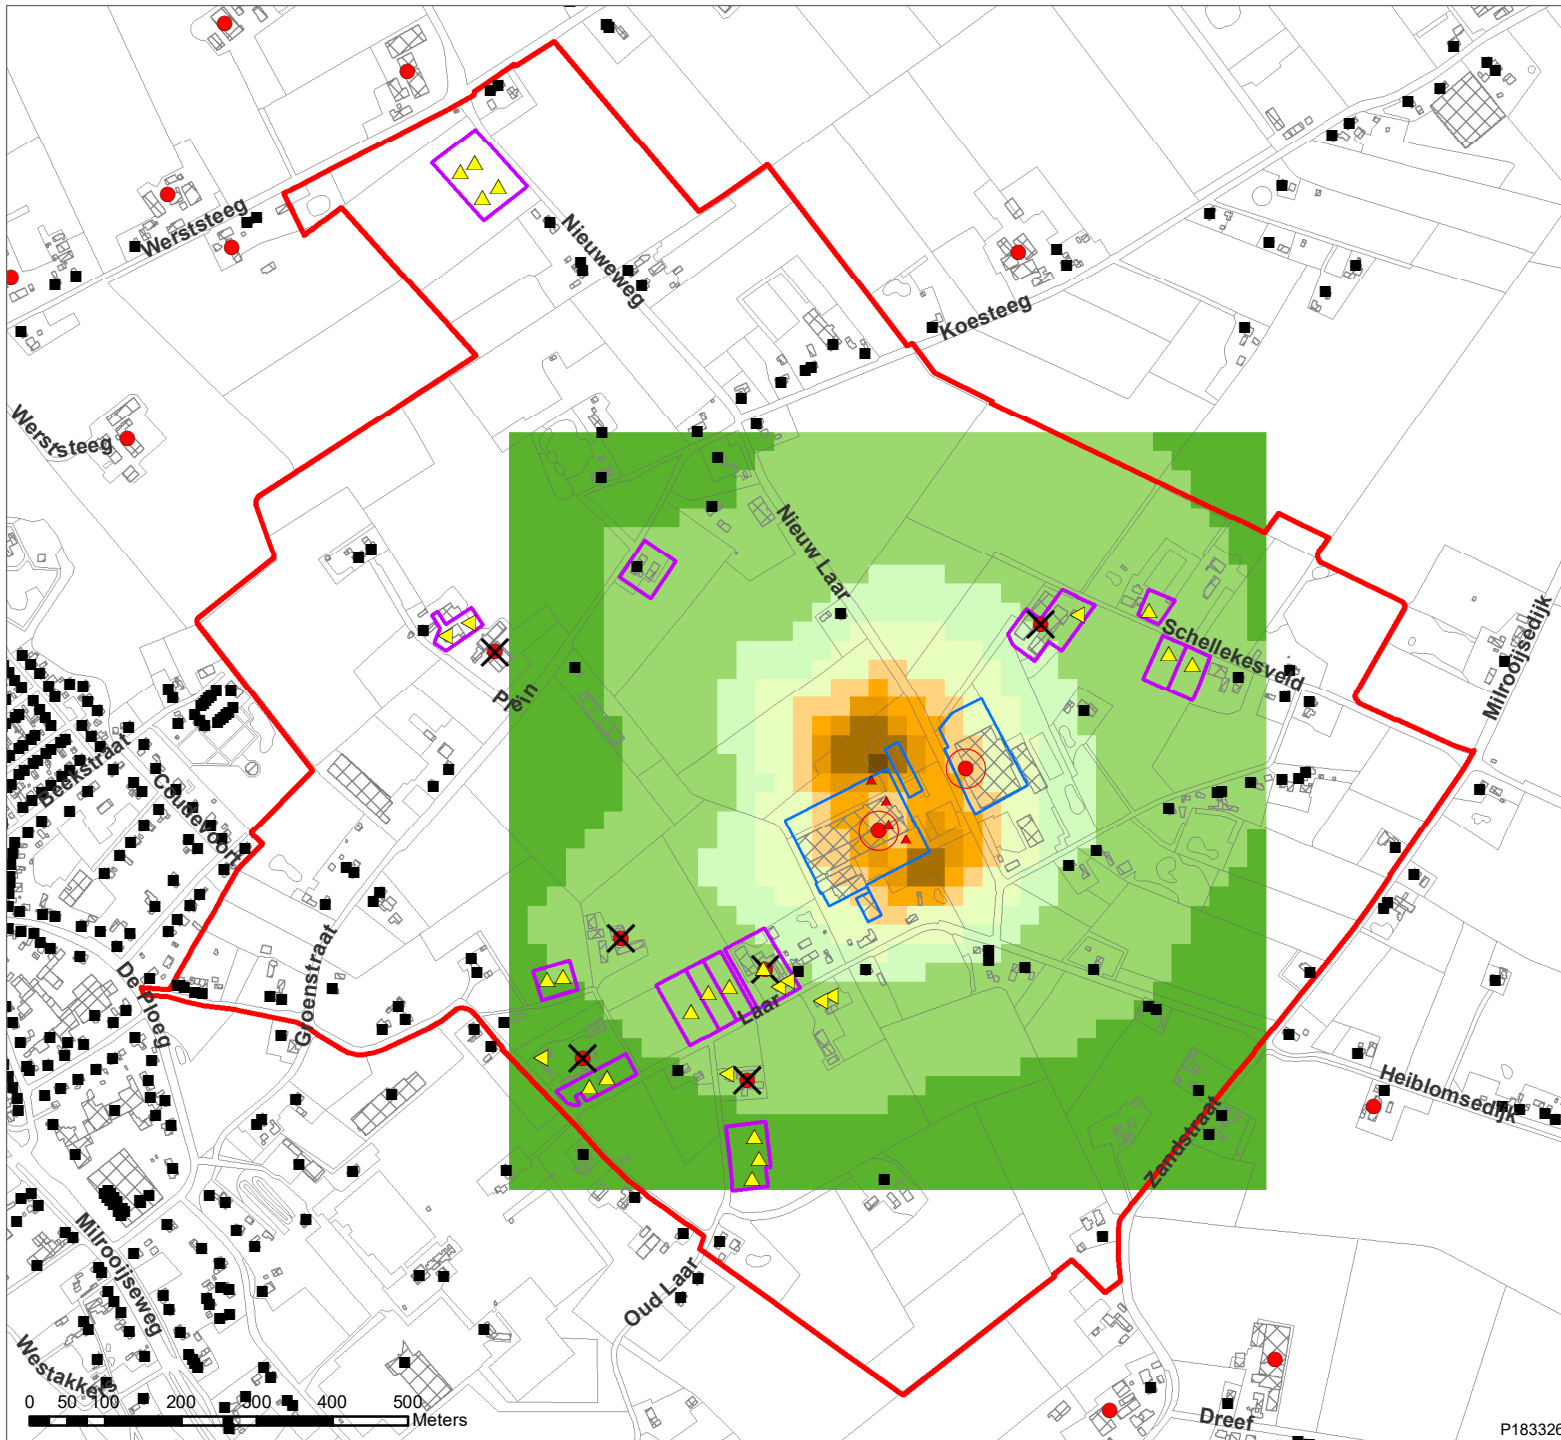 Werststeeg
Nieuweweg
Koesteeg
Werststeeg
Nieuw Laar
Schellekesveld
Milrooijsedijk
Plein
Beekstraat
Coudevoort
De Ploeg
Groenstraat
Laar
Heiblomsedijk
Zandstraat
Milrooijseweg
Oud Laar
Westakkers
Dreef
0 50 100 200 300 400 500
Meters
P183326